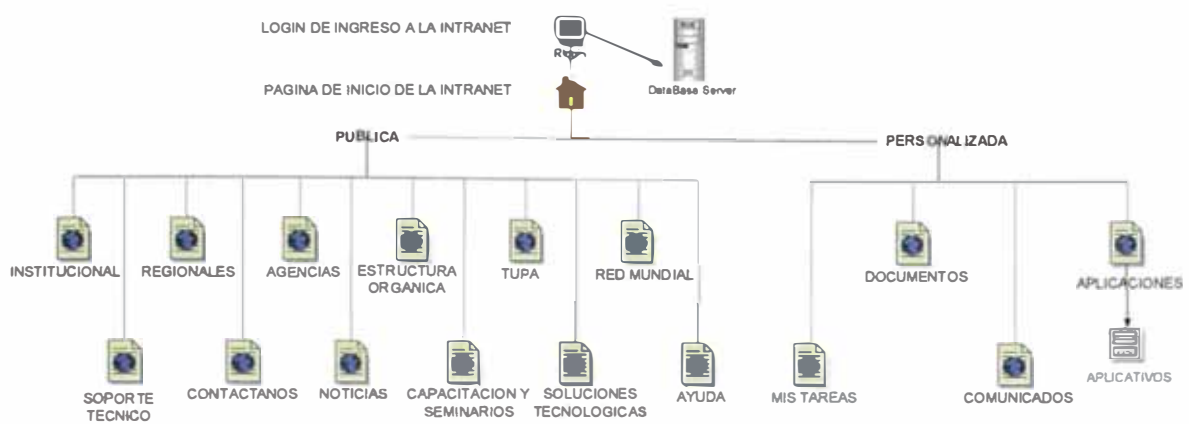 LOGIN DE INGRESO A LA INTRANET
DataBase Server
PAGINA DE INICIO DE LA INTRANET
PUBLICA
PERSONALIZADA
INSTITUCIONAL
REGIONALES
AGENCIAS
ESTRUCTURA
ORGANICA
TUPA
RED MUNDIAL
DOCUMENTOS
APLICACIONES
SOPORTE
TECNICO
CONTACTANOS
NOTICIAS
CAPACITACION Y
SEMINARIOS
SOLUCIONES
TECNOLOGICAS
AYUDA
MIS TAREAS
COMUNICADOS
APLICATIVOS